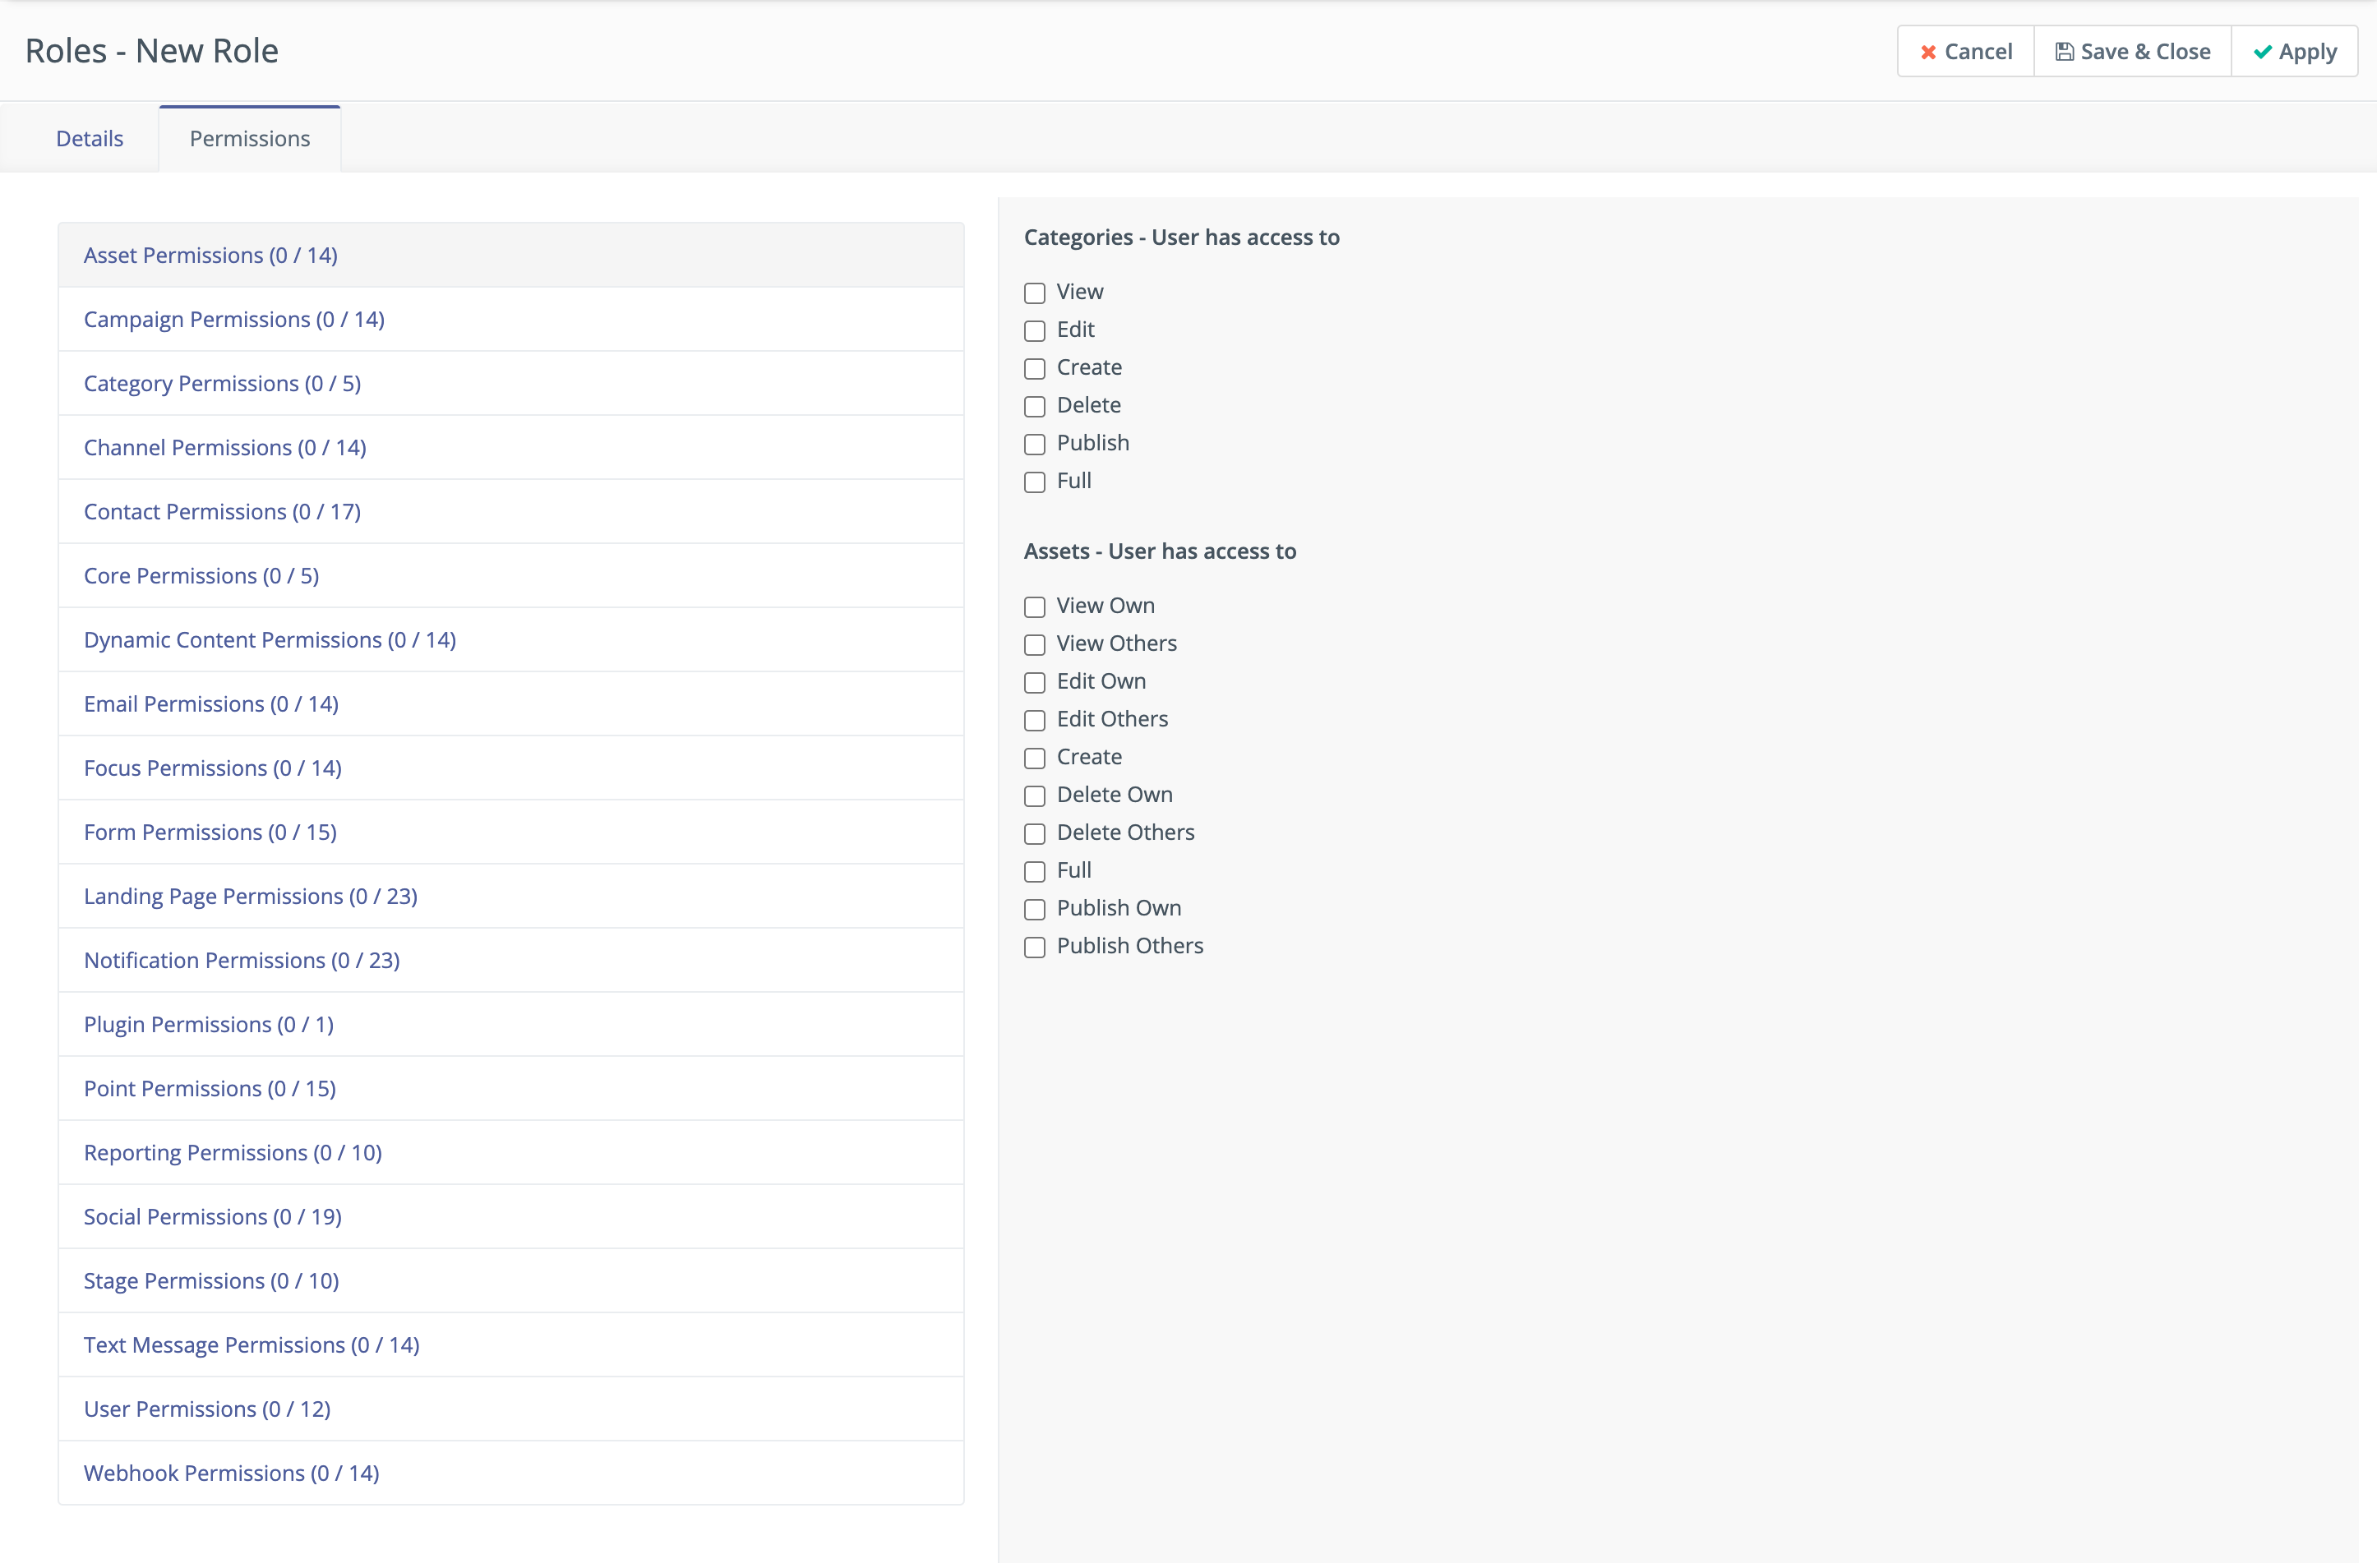 Roles - New Role
Cancel
Save & Close
Apply
Details
Permissions
Asset Permissions (0 / 14)
Campaign Permissions (0 / 14)
Category Permissions (0 / 5)
Channel Permissions (0 / 14)
Contact Permissions (0 / 17)
Core Permissions (0 / 5)
Dynamic Content Permissions (0 / 14)
Email Permissions (0 / 14)
Focus Permissions (0 / 14)
Form Permissions (0 / 15)
Landing Page Permissions (0 / 23)
Notification Permissions (0 / 23)
Plugin Permissions (0 / 1)
Point Permissions (0 / 15)
Reporting Permissions (0 / 10)
Social Permissions (0 / 19)
Stage Permissions (0 / 10)
Text Message Permissions (0 / 14)
User Permissions (0 / 12)
Webhook Permissions (0 / 14)
Categories - User has access to
View
Edit
Create
Delete
Publish
Full
Assets - User has access to
View Own
View Others
Edit Own
Edit Others
Create
Delete Own
Delete Others
Full
Publish Own
Publish Others